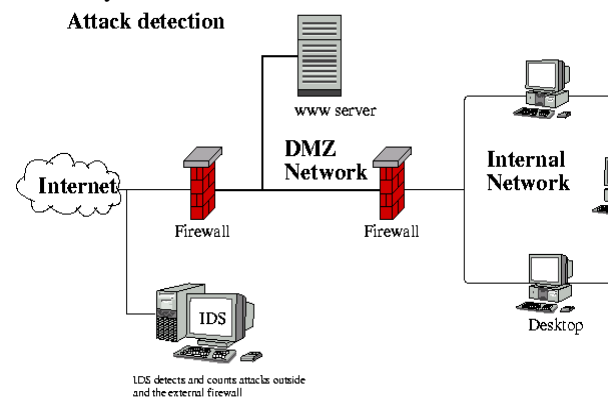 Attack detection
www server
DMZ
Network
Internal
Network
Internet
Firewall
Firewall
IDS
Desktop
IDS detects and counts attacks outside
and the external firewall